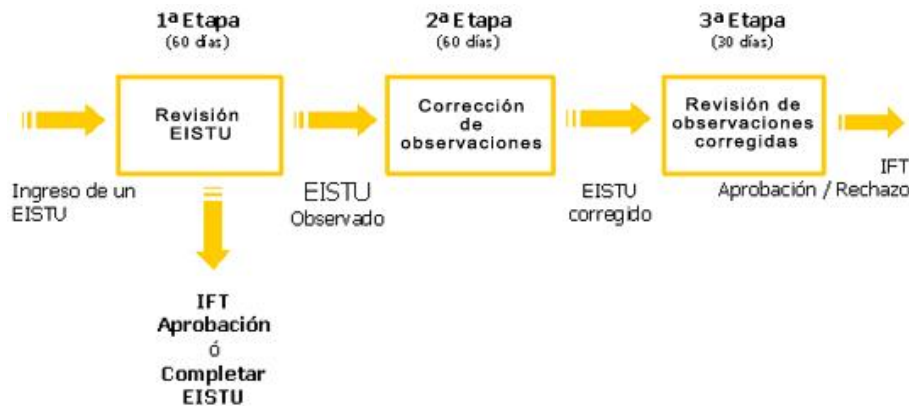 1ª Etapa
(60 días)
2ª Etapa
(60 días)
3ª Etapa
(30 días)
Revisión
EISTU
Corrección
de
observaciones
Revisión de
observaciones
corregidas
Ingreso de un
EISTU
EISTU
Observado
EISTU
corregido
IFT
Aprobación / Rechazo
IFT
Aprobación
ó
Completar
EISTU